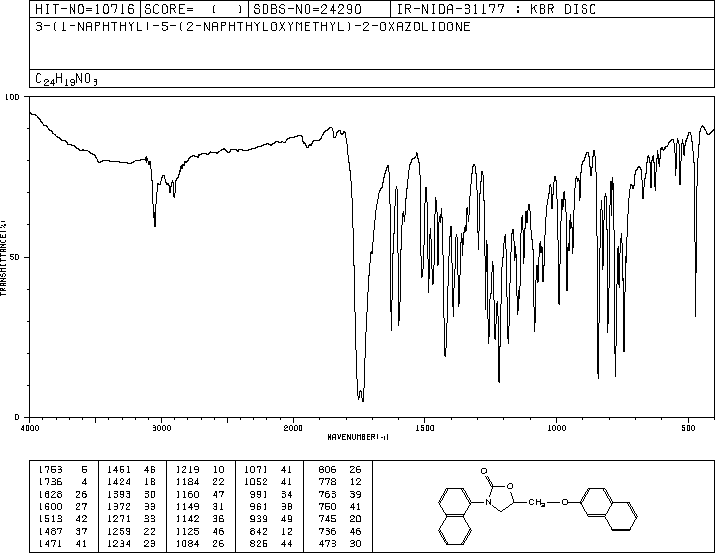 HIT-NO=10716 SCORE= ( ) SDBS-NO=24290 IR-NIDA-31177 : KBR DISC
3-(1-NAPHTHYL)-5-(2-NAPHTHYLOXYMETHYL)-2-OXAZOLIDONE
C24H19NO3
100
50
0
TRANSMITTANCE(%)
4000 3000 2000 1500 1000 500
WAVENUMBER(-1)
1753 5 1461 46 1219 10 1071 41 806 26
1736 4 1424 18 1184 22 1052 41 778 12
1628 26 1393 30 1160 47 991 34 763 39
1600 27 1372 33 1149 31 961 38 750 41
1513 42 1271 33 1142 36 939 49 745 20
1487 37 1259 22 1125 46 842 12 736 46
1471 41 1234 23 1084 26 826 44 473 30
O
O
N
CH2
O